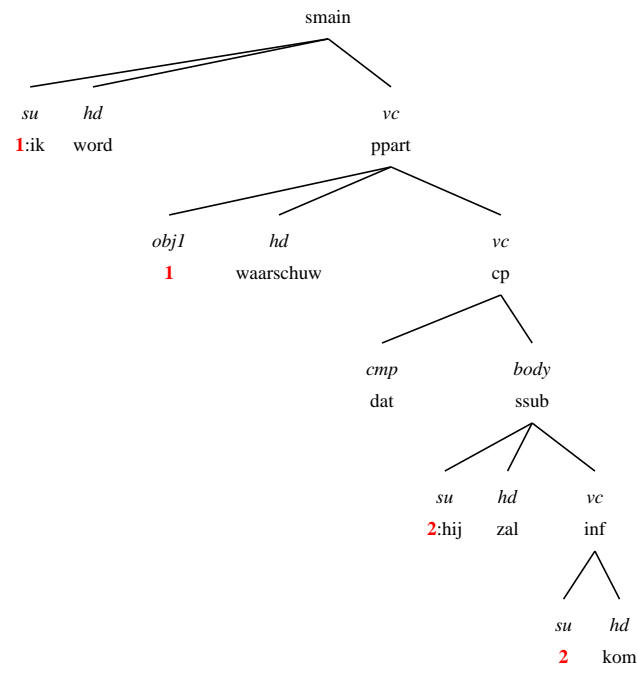 smain
su hd vc
1:ik word ppart
obj1 hd vc
1 waarschuw cp
cmp body
dat ssub
su hd vc
2:hij zal inf
su hd
2 kom